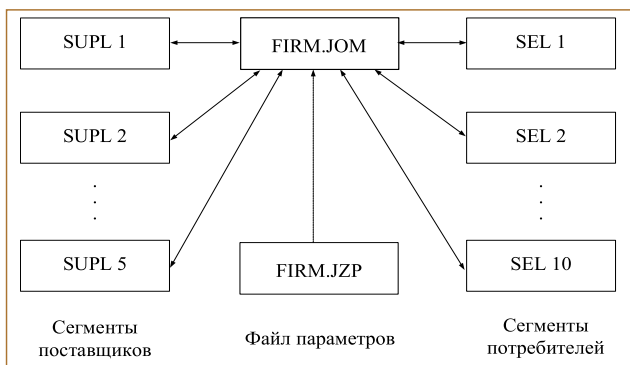 SUPL 1
FIRM.JOM
SEL 1
SUPL 2
SEL 2
SUPL 5
FIRM.JZP
SEL 10
Сегменты
поставщиков
Файл параметров
Сегменты
потребителей